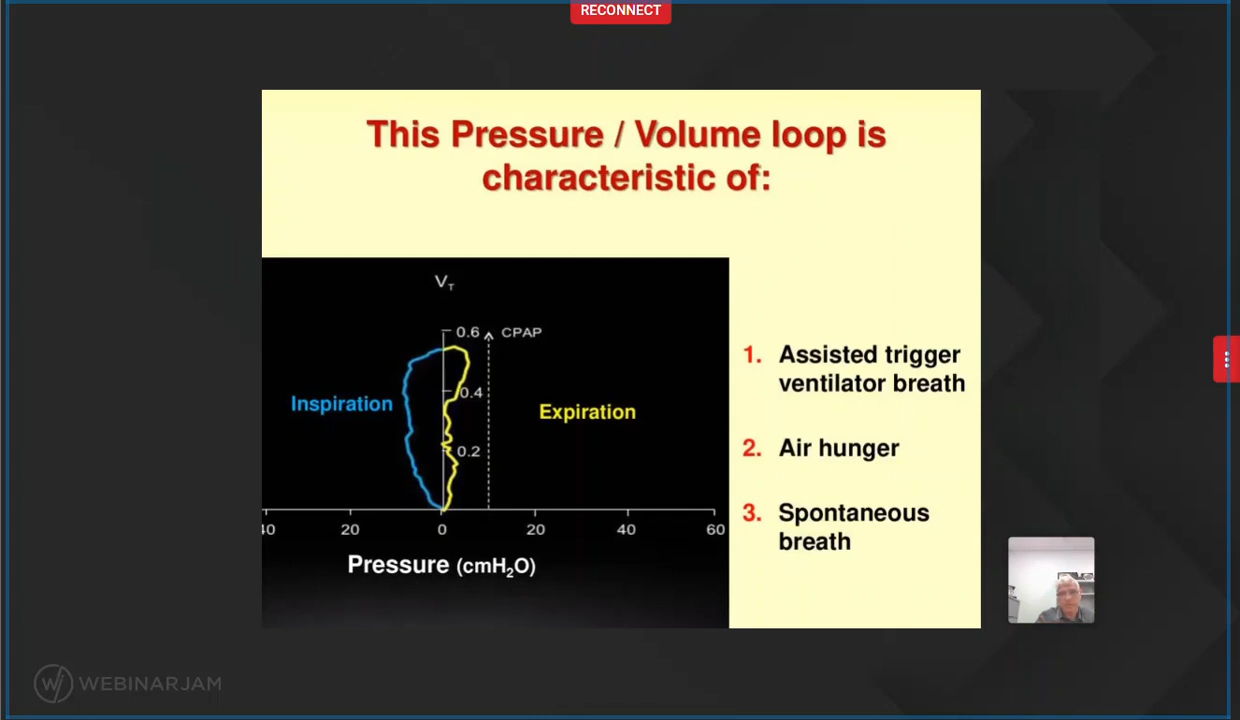 RECONNECT
This Pressure / Volume loop is
characteristic of:
V_T
0.6 CPAP
0.4
0.2
Inspiration
Expiration
40 20 0 20 40 60
Pressure (cmH₂O)
1. Assisted trigger
ventilator breath
2. Air hunger
3. Spontaneous
breath
WEBINARJAM